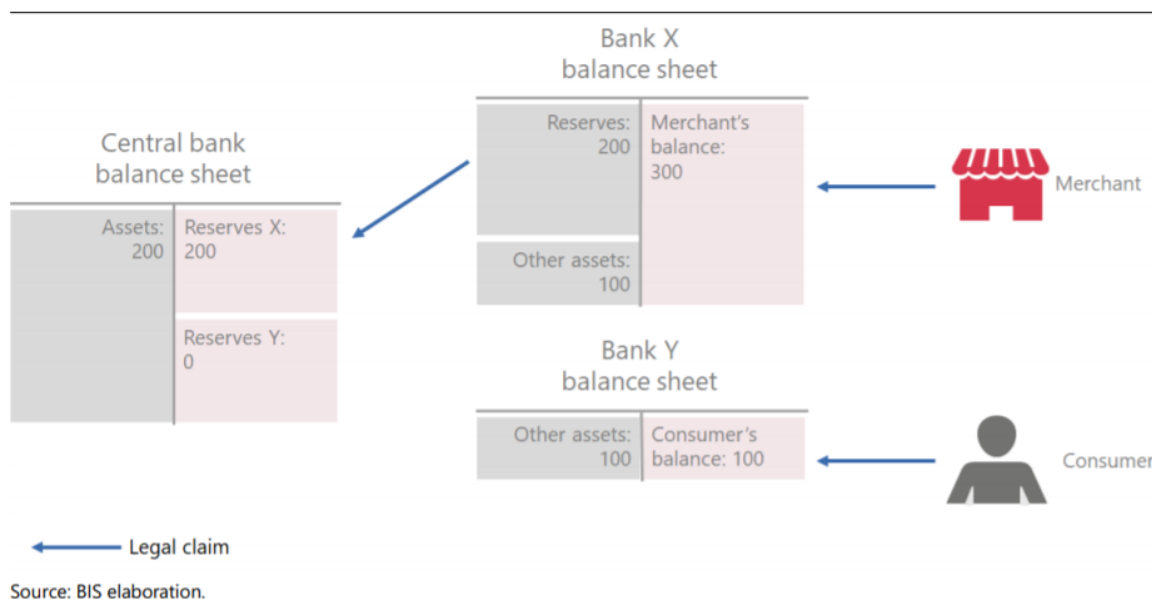 Bank X
balance sheet
Central bank
balance sheet
Assets:
200
Reserves X:
200
Reserves Y:
0
Reserves:
200
Other assets:
100
Merchant's
balance:
300
Merchant
Bank Y
balance sheet
Other assets:
100
Consumer's
balance: 100
Consumer
Legal claim
Source: BIS elaboration.